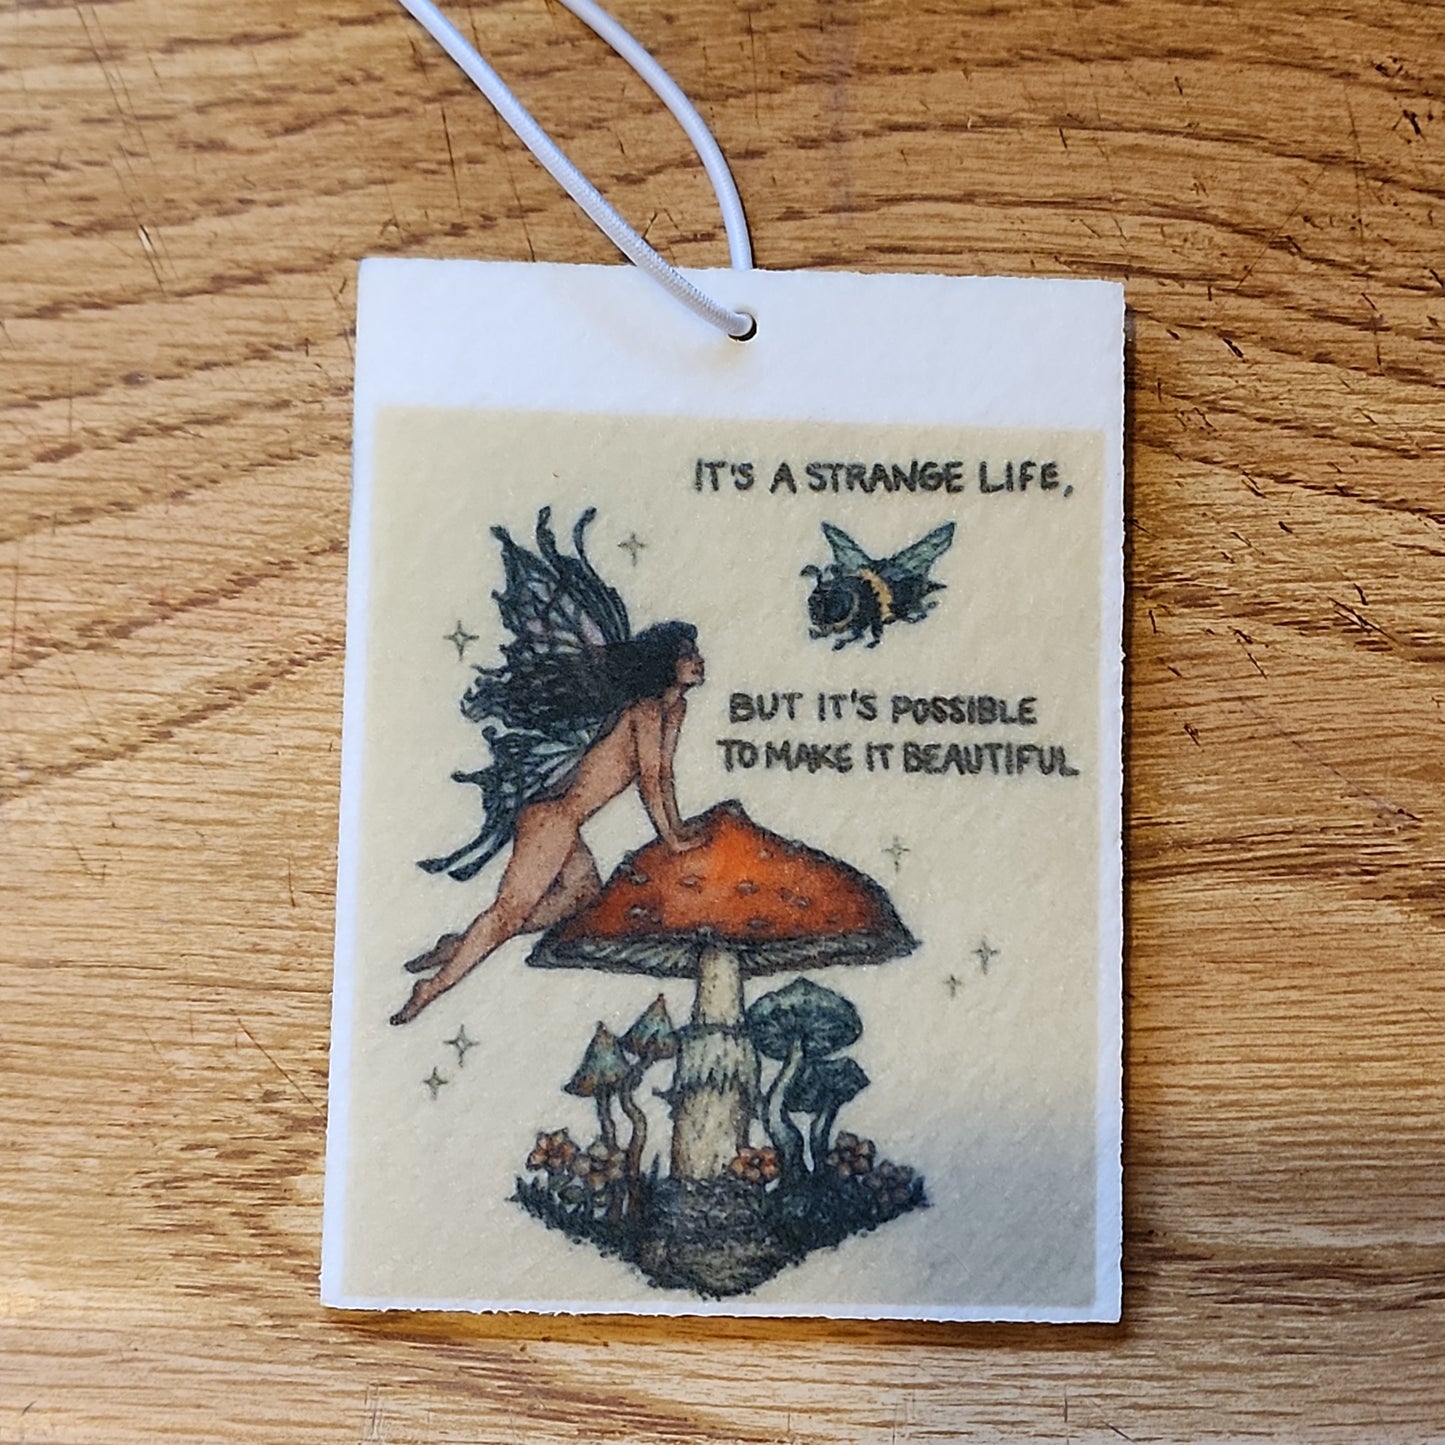 IT'S A STRANGE LIFE,
BUT IT'S POSSIBLE
TO MAKE IT BEAUTIFUL